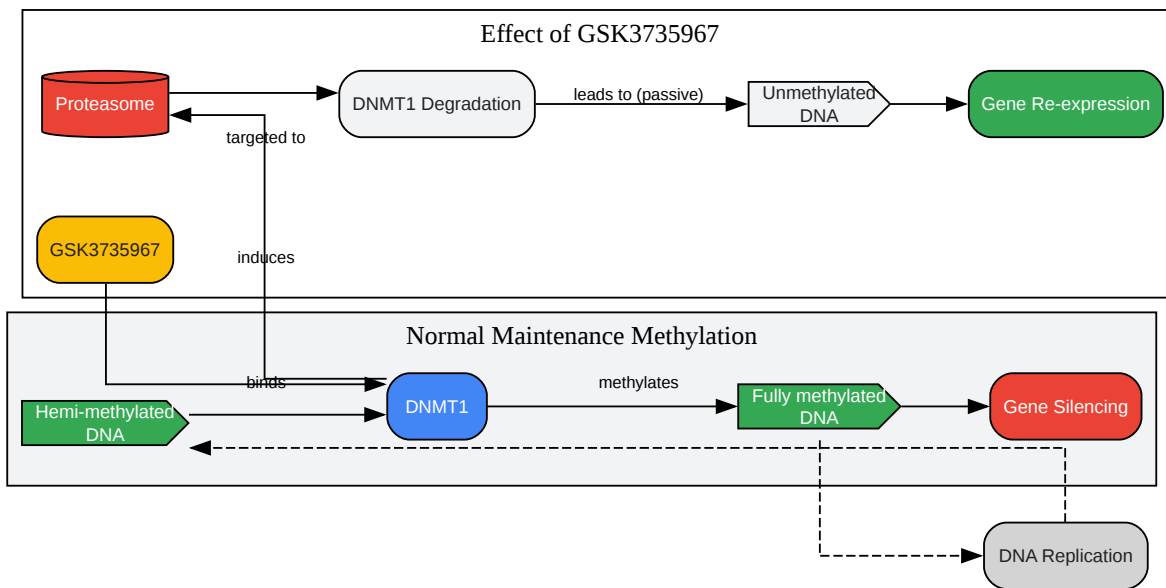 Effect of GSK3735967
Proteasome
DNMT1 Degradation
leads to (passive)
Unmethylated
DNA
Gene Re-expression
targeted to
GSK3735967
induces
Normal Maintenance Methylation
binds
methylates
Hemi-methylated
DNA
DNMT1
Fully methylated
DNA
Gene Silencing
DNA Replication